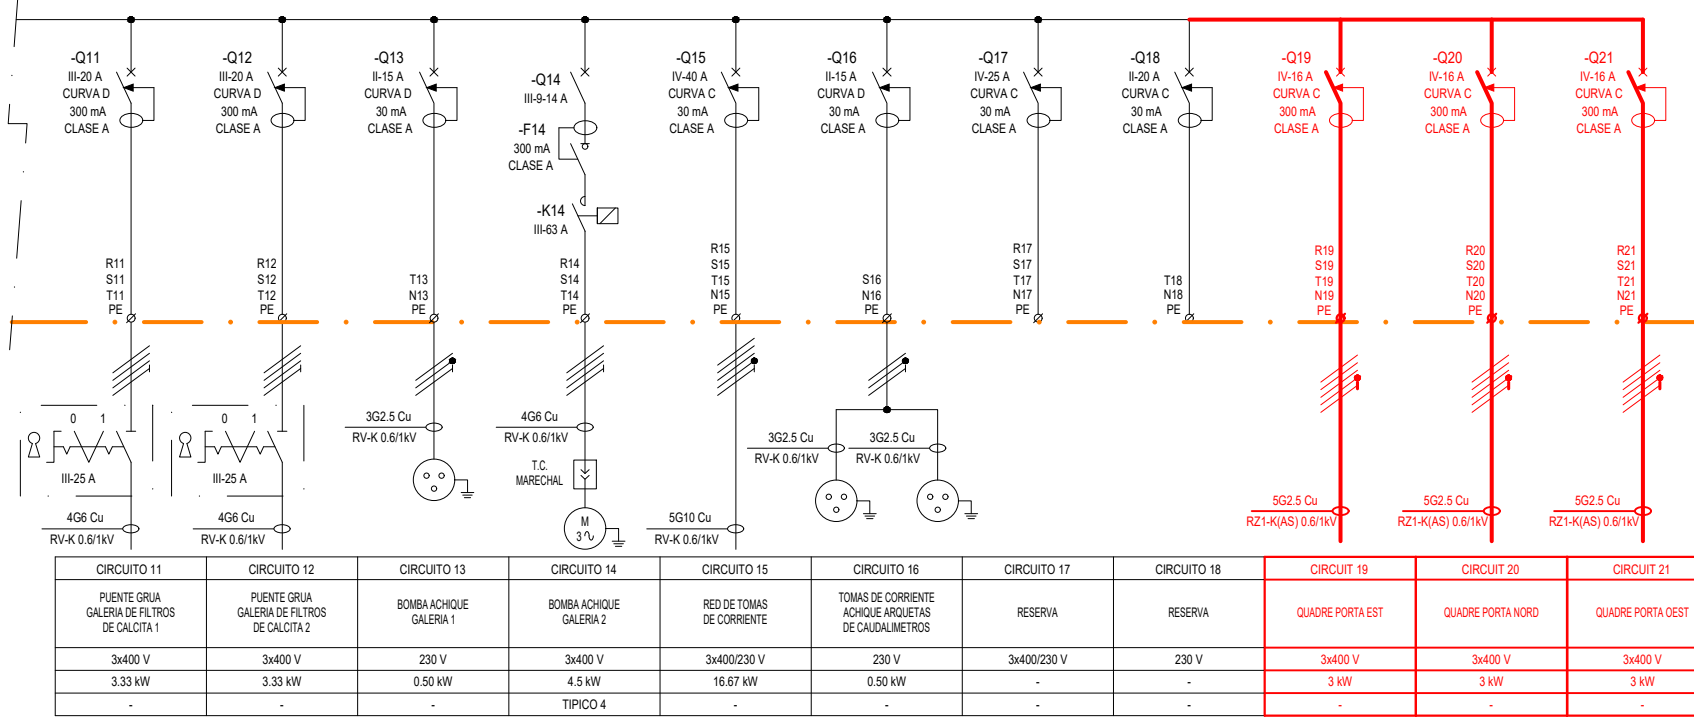 -Q11
III-20 A
CURVA D
300 mA
CLASE A
-Q12
III-20 A
CURVA D
300 mA
CLASE A
-Q13
II-15 A
CURVA D
30 mA
CLASE A
-Q14
III-9-14 A
-F14
300 mA
CLASE A
-K14
III-63 A
-Q15
IV-40 A
CURVA C
30 mA
CLASE A
-Q16
II-15 A
CURVA D
30 mA
CLASE A
-Q17
IV-25 A
CURVA C
30 mA
CLASE A
-Q18
II-20 A
CURVA C
30 mA
CLASE A
-Q19
IV-16 A
CURVA C
300 mA
CLASE A
-Q20
IV-16 A
CURVA C
300 mA
CLASE A
-Q21
IV-16 A
CURVA C
300 mA
CLASE A
R11
S11
T11
PE
R12
S12
T12
PE
T13
N13
PE
R14
S14
T14
PE
R15
S15
T15
N15
PE
S16
N16
PE
R17
S17
T17
N17
PE
T18
N18
PE
R19
S19
T19
N19
PE
R20
S20
T20
N20
PE
R21
S21
T21
N21
PE
0 1
III-25 A
4G6 Cu
RV-K 0.6/1kV
0 1
III-25 A
4G6 Cu
RV-K 0.6/1kV
3G2.5 Cu
RV-K 0.6/1kV
4G6 Cu
RV-K 0.6/1kV
T.C.
MARECHAL
M
3
5G10 Cu
RV-K 0.6/1kV
3G2.5 Cu
RV-K 0.6/1kV
3G2.5 Cu
RV-K 0.6/1kV
5G2.5 Cu
RZ1-K(AS) 0.6/1kV
5G2.5 Cu
RZ1-K(AS) 0.6/1kV
5G2.5 Cu
RZ1-K(AS) 0.6/1kV
CIRCUITO 11 CIRCUITO 12 CIRCUITO 13 CIRCUITO 14 CIRCUITO 15 CIRCUITO 16 CIRCUITO 17 CIRCUITO 18 CIRCUIT 19 CIRCUIT 20 CIRCUIT 21
PUENTE GRUA
GALERIA DE FILTROS
DE CALCITA 1
PUENTE GRUA
GALERIA DE FILTROS
DE CALCITA 2
BOMBA ACHIQUE
GALERIA 1
BOMBA ACHIQUE
GALERIA 2
RED DE TOMAS
DE CORRIENTE
TOMAS DE CORRIENTE
ACHIQUE ARQUETAS
DE CAUDALIMETROS
RESERVA
RESERVA
QUADRE PORTA EST
QUADRE PORTA NORD
QUADRE PORTA OEST
3x400 V 3x400 V 230 V 3x400 V 3x400/230 V 230 V 3x400/230 V 230 V 3x400 V 3x400 V 3x400 V
3.33 kW 3.33 kW 0.50 kW 4.5 kW 16.67 kW 0.50 kW - - 3 kW 3 kW 3 kW
- - - TIPICO 4 - - - - - - -